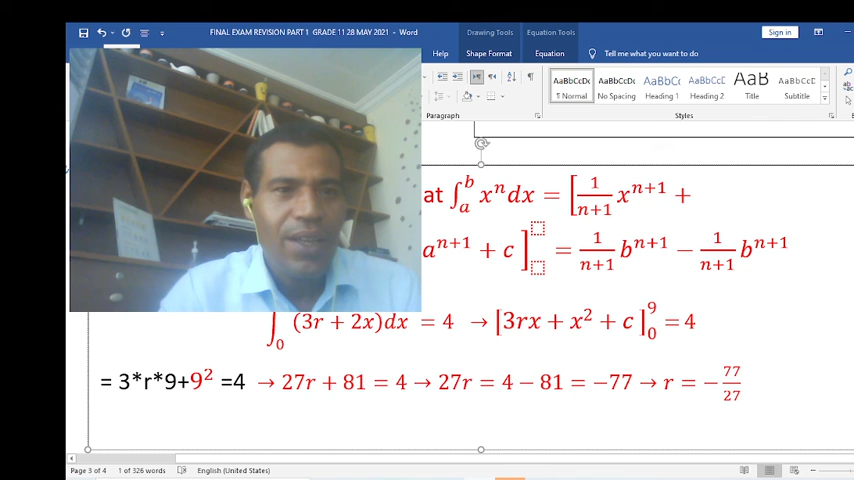 FINAL EXAM REVISION PART 1 GRADE 11 28 MAY 2021 - Word
Drawing Tools
Equation Tools
Sign in
Help
Shape Format
Equation
Tell me what you want to do
AaBbCcDc
AaBbCcDc
AaBbCc
AaBbCcC
AaB
AaBbCcD
¶ Normal
No Spacing
Heading 1
Heading 2
Title
Subtitle
Paragraph
Styles
at ∫_a^b x^n dx = [1/(n+1) x^{n+1} +
a^{n+1} + c ] = 1/(n+1) b^{n+1} − 1/(n+1) b^{n+1}
∫_0 (3r + 2x)dx = 4 → [3rx + x² + c]_0^9 = 4
= 3*r*9+9² =4 → 27r + 81 = 4 → 27r = 4 − 81 = −77 → r = −77/27
Page 3 of 4
1 of 326 words
English (United States)